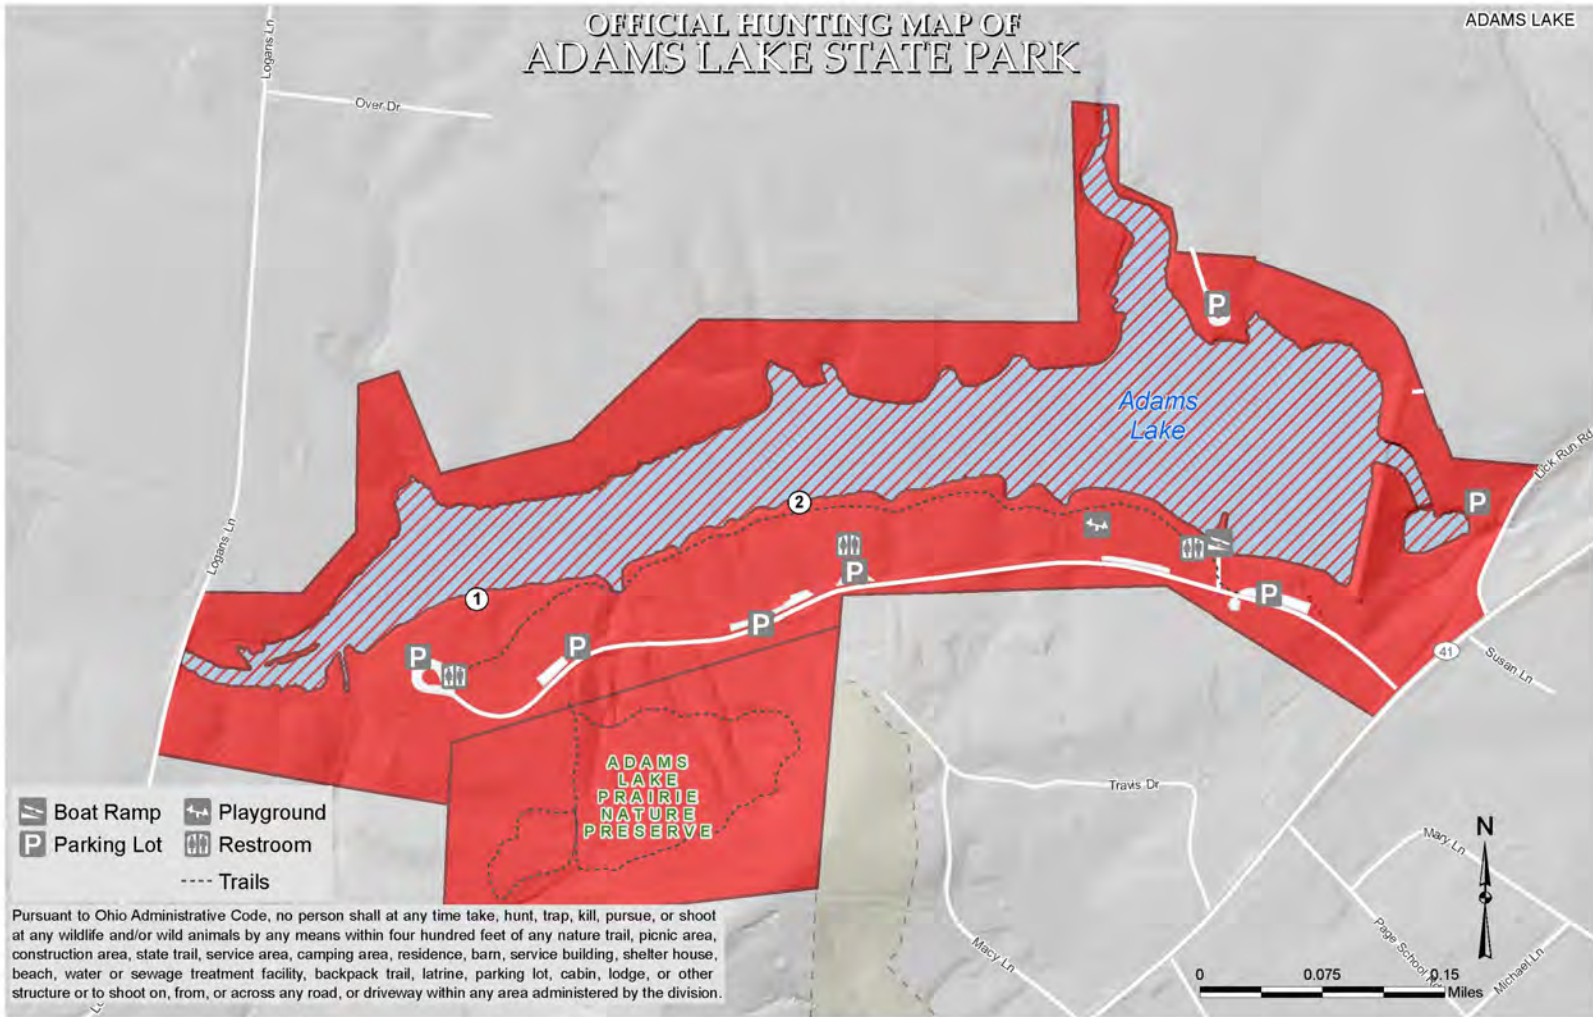 OFFICIAL HUNTING MAP OF
ADAMS LAKE STATE PARK
ADAMS LAKE
Logans Ln
Over Dr
P
Adams
Lake
Lick Run Rd
P
2
Logans Ln
1
P
P
P
P
P
41
Susan Ln
ADAMS
LAKE
PRAIRIE
NATURE
PRESERVE
Travis Dr
Boat Ramp
Playground
P Parking Lot
Restroom
Trails
N
Mary Ln
Page School
Michael Ln
Macy Ln
0 0.075 0.15
Miles
Pursuant to Ohio Administrative Code, no person shall at any time take, hunt, trap, kill, pursue, or shoot
at any wildlife and/or wild animals by any means within four hundred feet of any nature trail, picnic area,
construction area, state trail, service area, camping area, residence, barn, service building, shelter house,
beach, water or sewage treatment facility, backpack trail, latrine, parking lot, cabin, lodge, or other
structure or to shoot on, from, or across any road, or driveway within any area administered by the division.